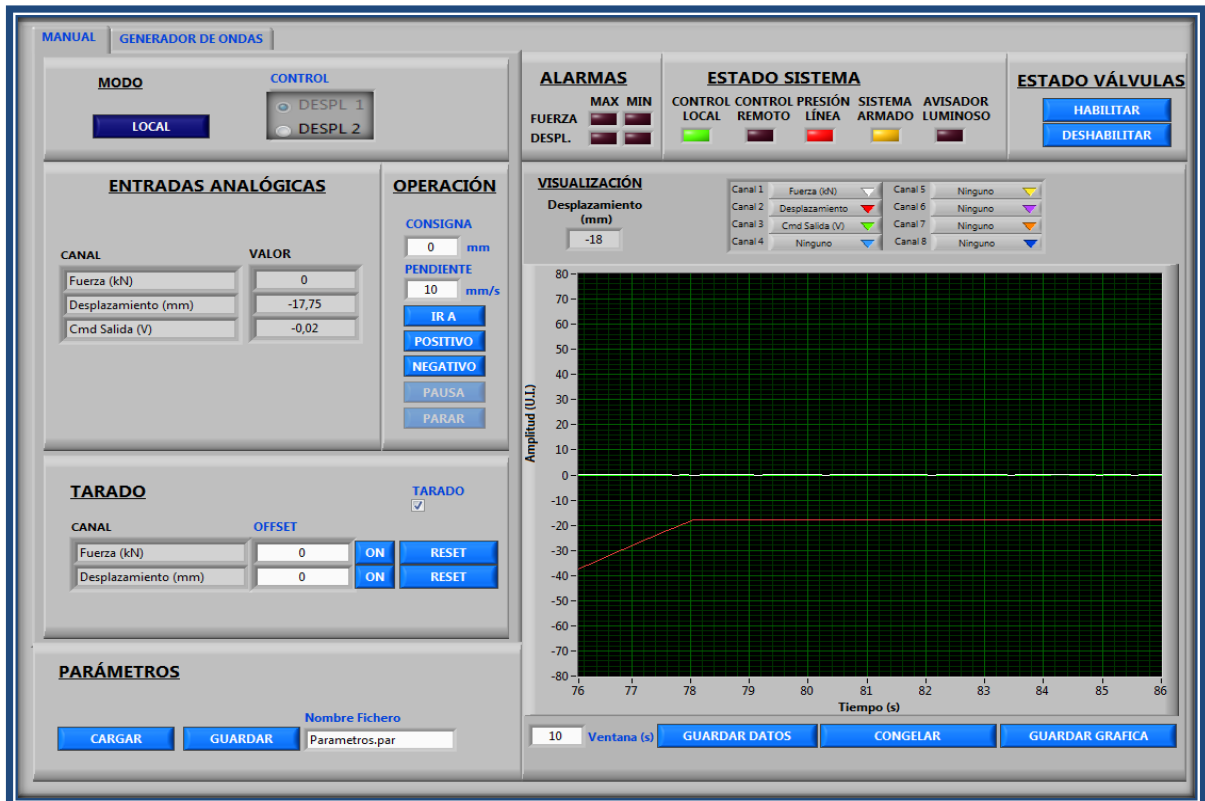 MANUAL
GENERADOR DE ONDAS
MODO
LOCAL
CONTROL
DESPL 1
DESPL 2
ALARMAS
MAX MIN
FUERZA
DESPL.
ESTADO SISTEMA
CONTROL LOCAL
CONTROL REMOTO
PRESIÓN LÍNEA
SISTEMA ARMADO
AVISADOR LUMINOSO
ESTADO VÁLVULAS
HABILITAR
DESHABILITAR
ENTRADAS ANALÓGICAS
CANAL VALOR
Fuerza (kN) 0
Desplazamiento (mm) -17,75
Cmd Salida (V) -0,02
OPERACIÓN
CONSIGNA
0 mm
PENDIENTE
10 mm/s
IR A
POSITIVO
NEGATIVO
PAUSA
PARAR
VISUALIZACIÓN
Desplazamiento
(mm)
-18
Canal 1 Fuerza (kN) Canal 5 Ninguno
Canal 2 Desplazamiento Canal 6 Ninguno
Canal 3 Cmd Salida (V) Canal 7 Ninguno
Canal 4 Ninguno Canal 8 Ninguno
Amplitud (U.I.)
80
70
60
50
40
30
20
10
0
-10
-20
-30
-40
-50
-60
-70
-80
76 77 78 79 80 81 82 83 84 85 86
Tiempo (s)
TARADO
TARADO
CANAL OFFSET
Fuerza (kN) 0 ON RESET
Desplazamiento (mm) 0 ON RESET
PARÁMETROS
Nombre Fichero
CARGAR GUARDAR Parametros.par
10 Ventana (s) GUARDAR DATOS CONGELAR GUARDAR GRAFICA